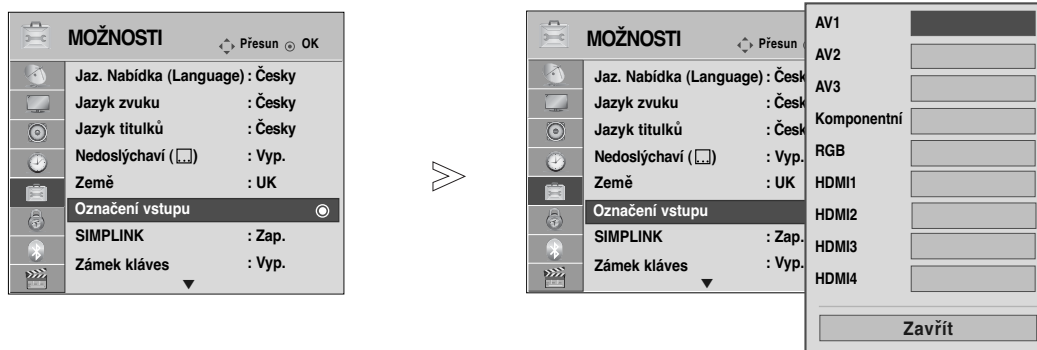 MOŽNOSTI
Přesun OK
Jaz. Nabídka (Language) : Česky
Jazyk zvuku : Česky
Jazyk titulků : Česky
Nedoslýchaví ( ) : Vyp.
Země : UK
Označení vstupu
SIMPLINK : Zap.
Zámek kláves : Vyp.
MOŽNOSTI
Přesun
Jaz. Nabídka (Language) : Česk
Jazyk zvuku : Česk
Jazyk titulků : Česk
Nedoslýchaví ( ) : Vyp.
Země : UK
Označení vstupu
SIMPLINK : Zap.
Zámek kláves : Vyp.
AV1
AV2
AV3
Komponentní
RGB
HDMI1
HDMI2
HDMI3
HDMI4
Zavřít